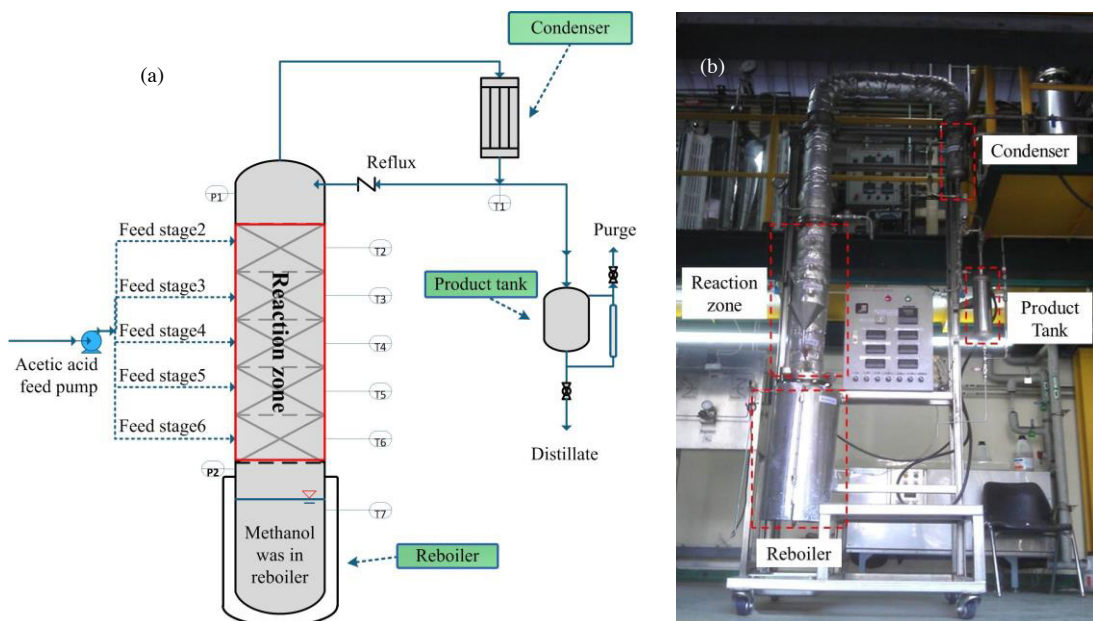 (a)
Condenser
Reflux
P1
T1
Feed stage2
T2
Purge
Feed stage3
Reaction zone
T3
Product tank
Feed stage4
T4
Acetic acid
feed pump
Feed stage5
T5
Feed stage6
T6
P2
Distillate
T7
Methanol
was in
reboiler
Reboiler
(b)
Condenser
Reaction
zone
Product
Tank
Reboiler